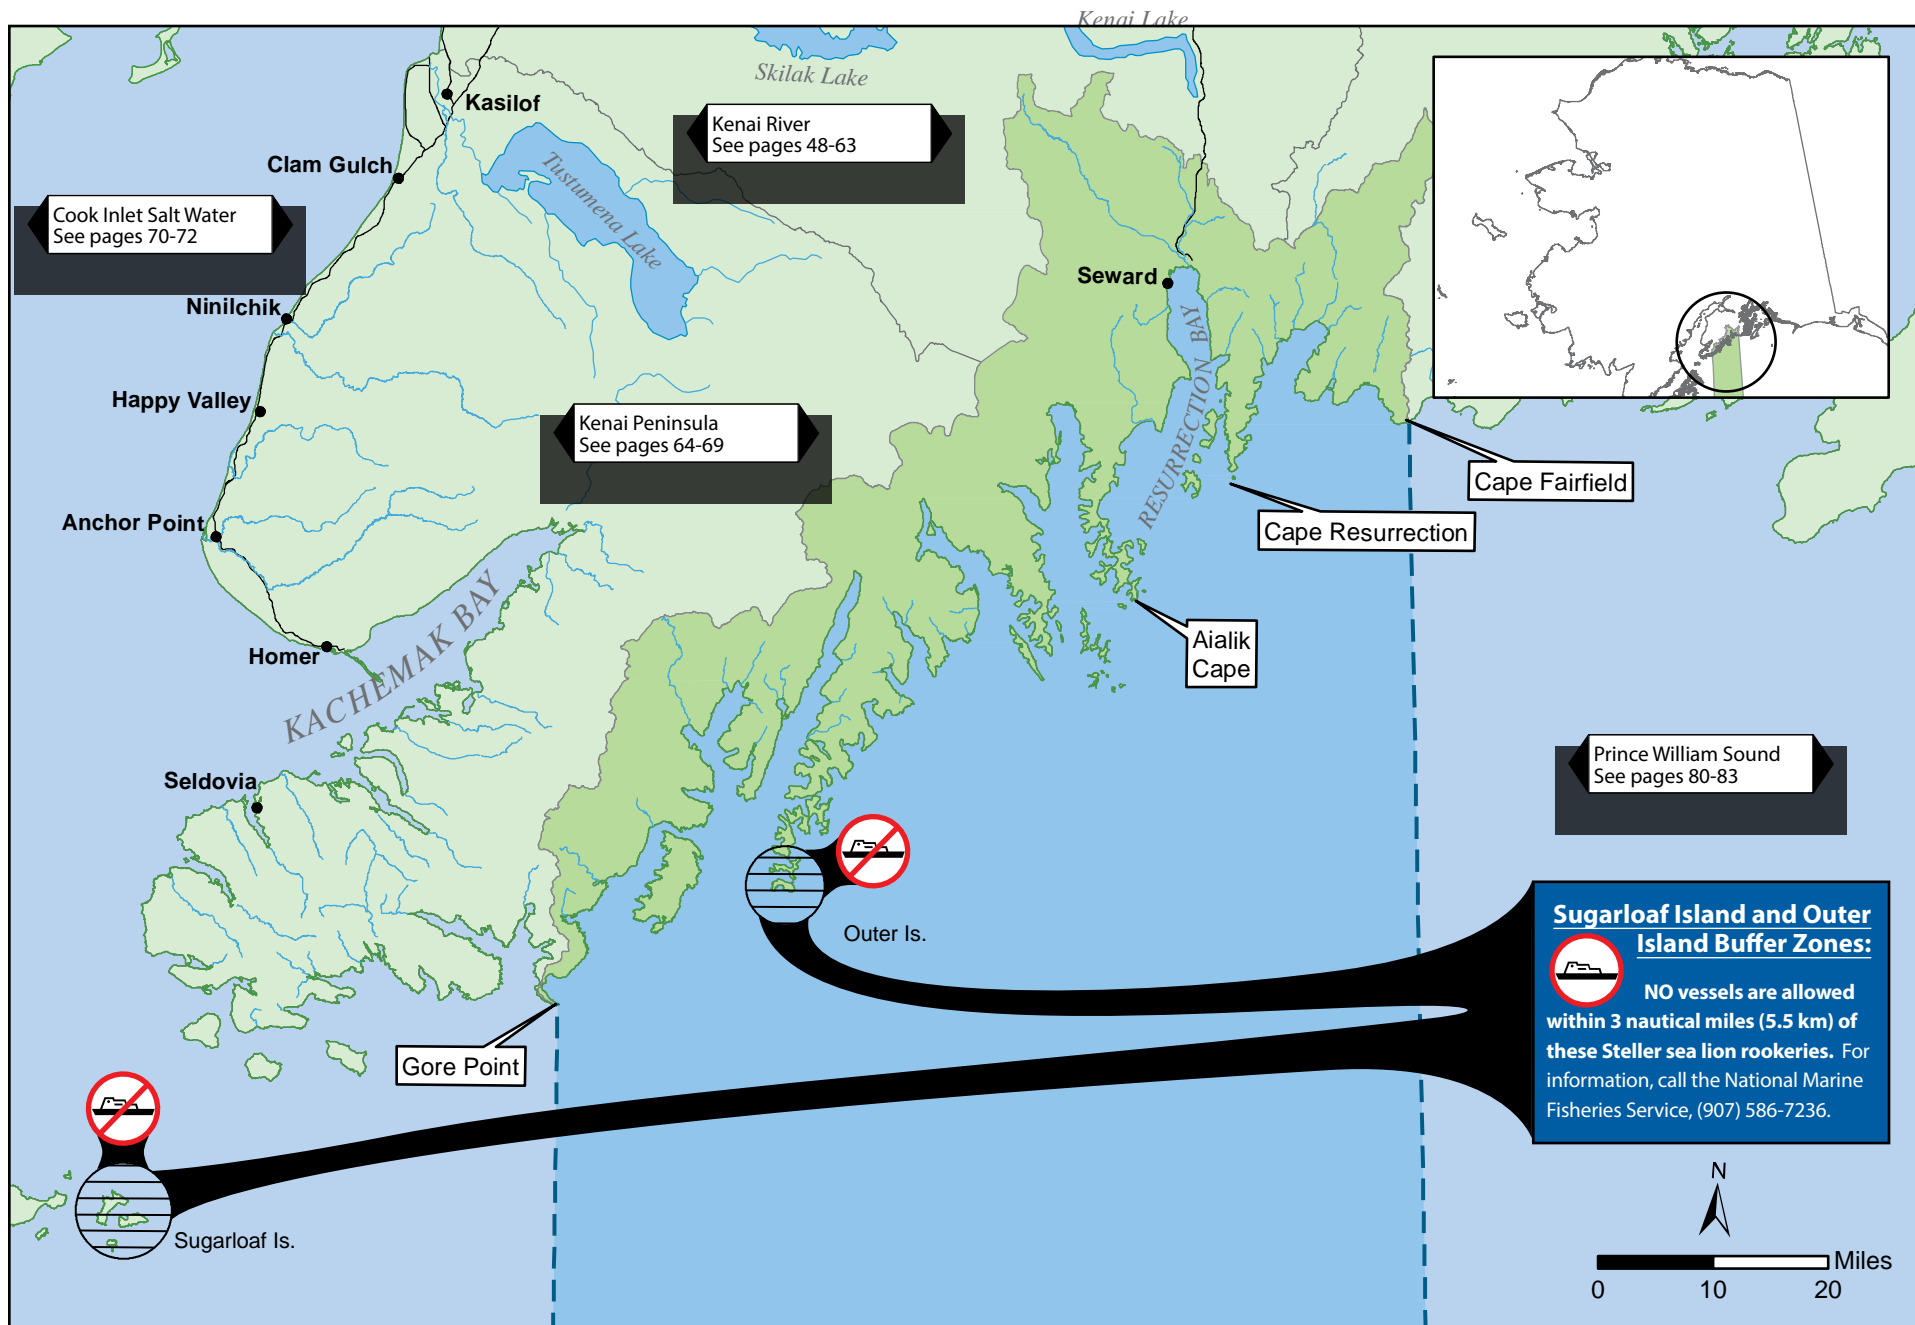 Kenai Lake
Skilak Lake
Kasilof
Kenai River
See pages 48-63
Clam Gulch
Tustumena Lake
Cook Inlet Salt Water
See pages 70-72
Seward
Ninilchik
RESURRECTION BAY
Happy Valley
Kenai Peninsula
See pages 64-69
Cape Fairfield
Anchor Point
Cape Resurrection
KACHEMAK BAY
Homer
Aialik
Cape
Seldovia
Prince William Sound
See pages 80-83
Outer Is.
Sugarloaf Island and Outer
Island Buffer Zones:
NO vessels are allowed
within 3 nautical miles (5.5 km) of
these Steller sea lion rookeries. For
information, call the National Marine
Fisheries Service, (907) 586-7236.
Gore Point
Sugarloaf Is.
N
Miles
0 10 20